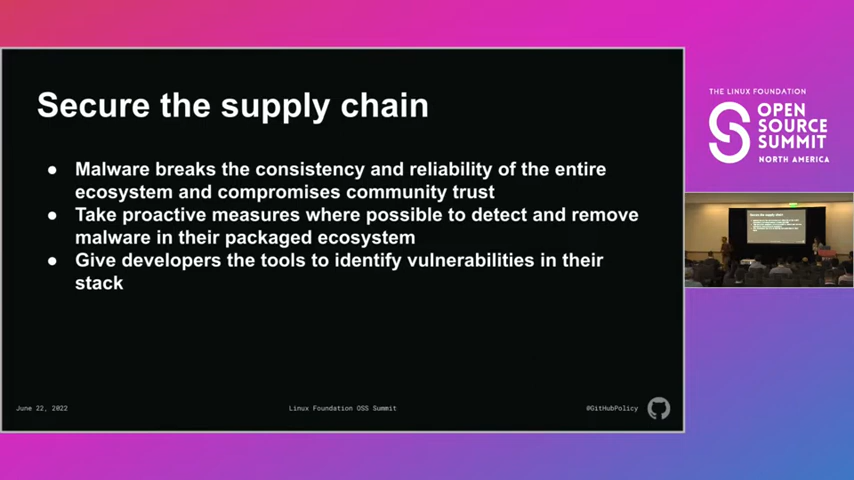 Secure the supply chain
● Malware breaks the consistency and reliability of the entire
ecosystem and compromises community trust
● Take proactive measures where possible to detect and remove
malware in their packaged ecosystem
● Give developers the tools to identify vulnerabilities in their
stack
June 22, 2022
Linux Foundation OSS Summit
@GitHubPolicy
THE LINUX FOUNDATION
OPEN
SOURCE
SUMMIT
NORTH AMERICA